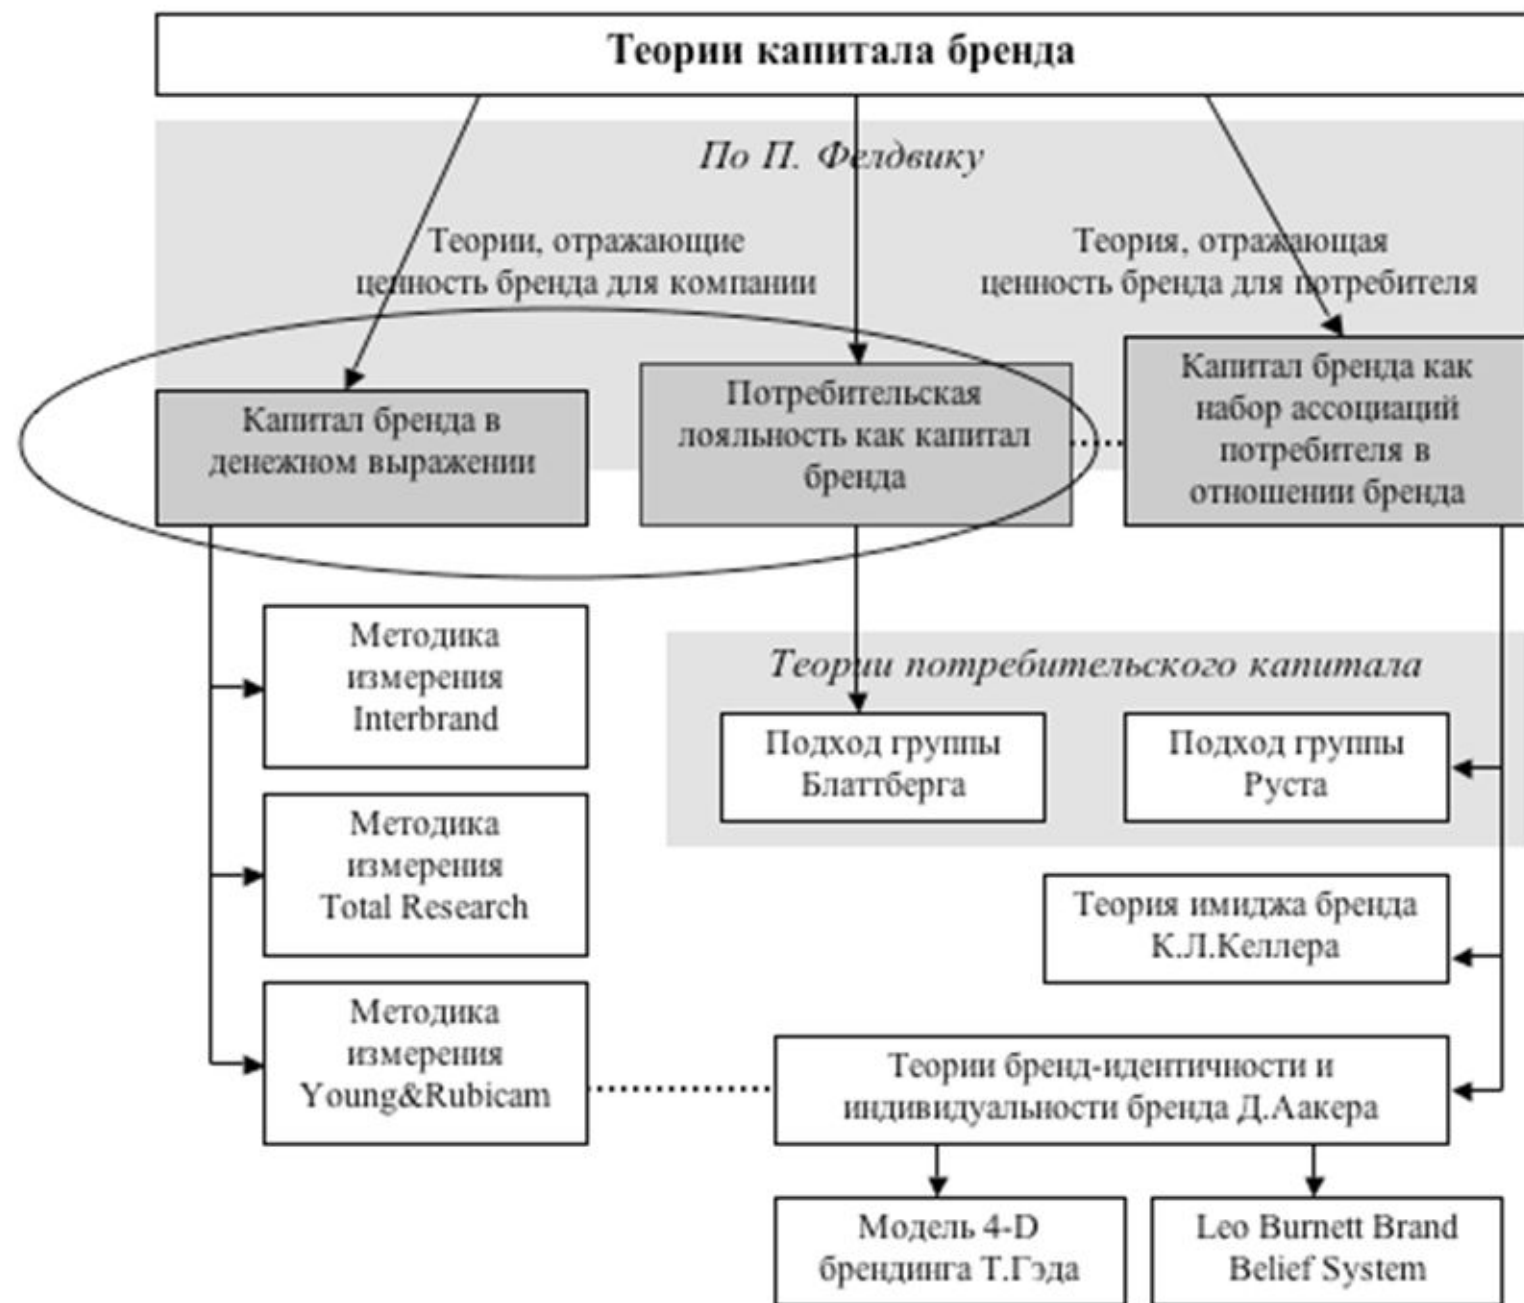 Теории капитала бренда
По П. Фелдвику
Теории, отражающие
ценность бренда для компании
Теория, отражающая
ценность бренда для потребителя
Капитал бренда в
денежном выражении
Потребительская
лояльность как капитал
бренда
Капитал бренда как
набор ассоциаций
потребителя в
отношении бренда
Методика
измерения
Interbrand
Теории потребительского капитала
Подход группы
Блаттберга
Подход группы
Руста
Методика
измерения
Total Research
Теория имиджа бренда
К.Л.Келлера
Методика
измерения
Young&Rubicam
Теории бренд-идентичности и
индивидуальности бренда Д.Аакера
Модель 4-D
брендинга Т.Гэда
Leo Burnett Brand
Belief System